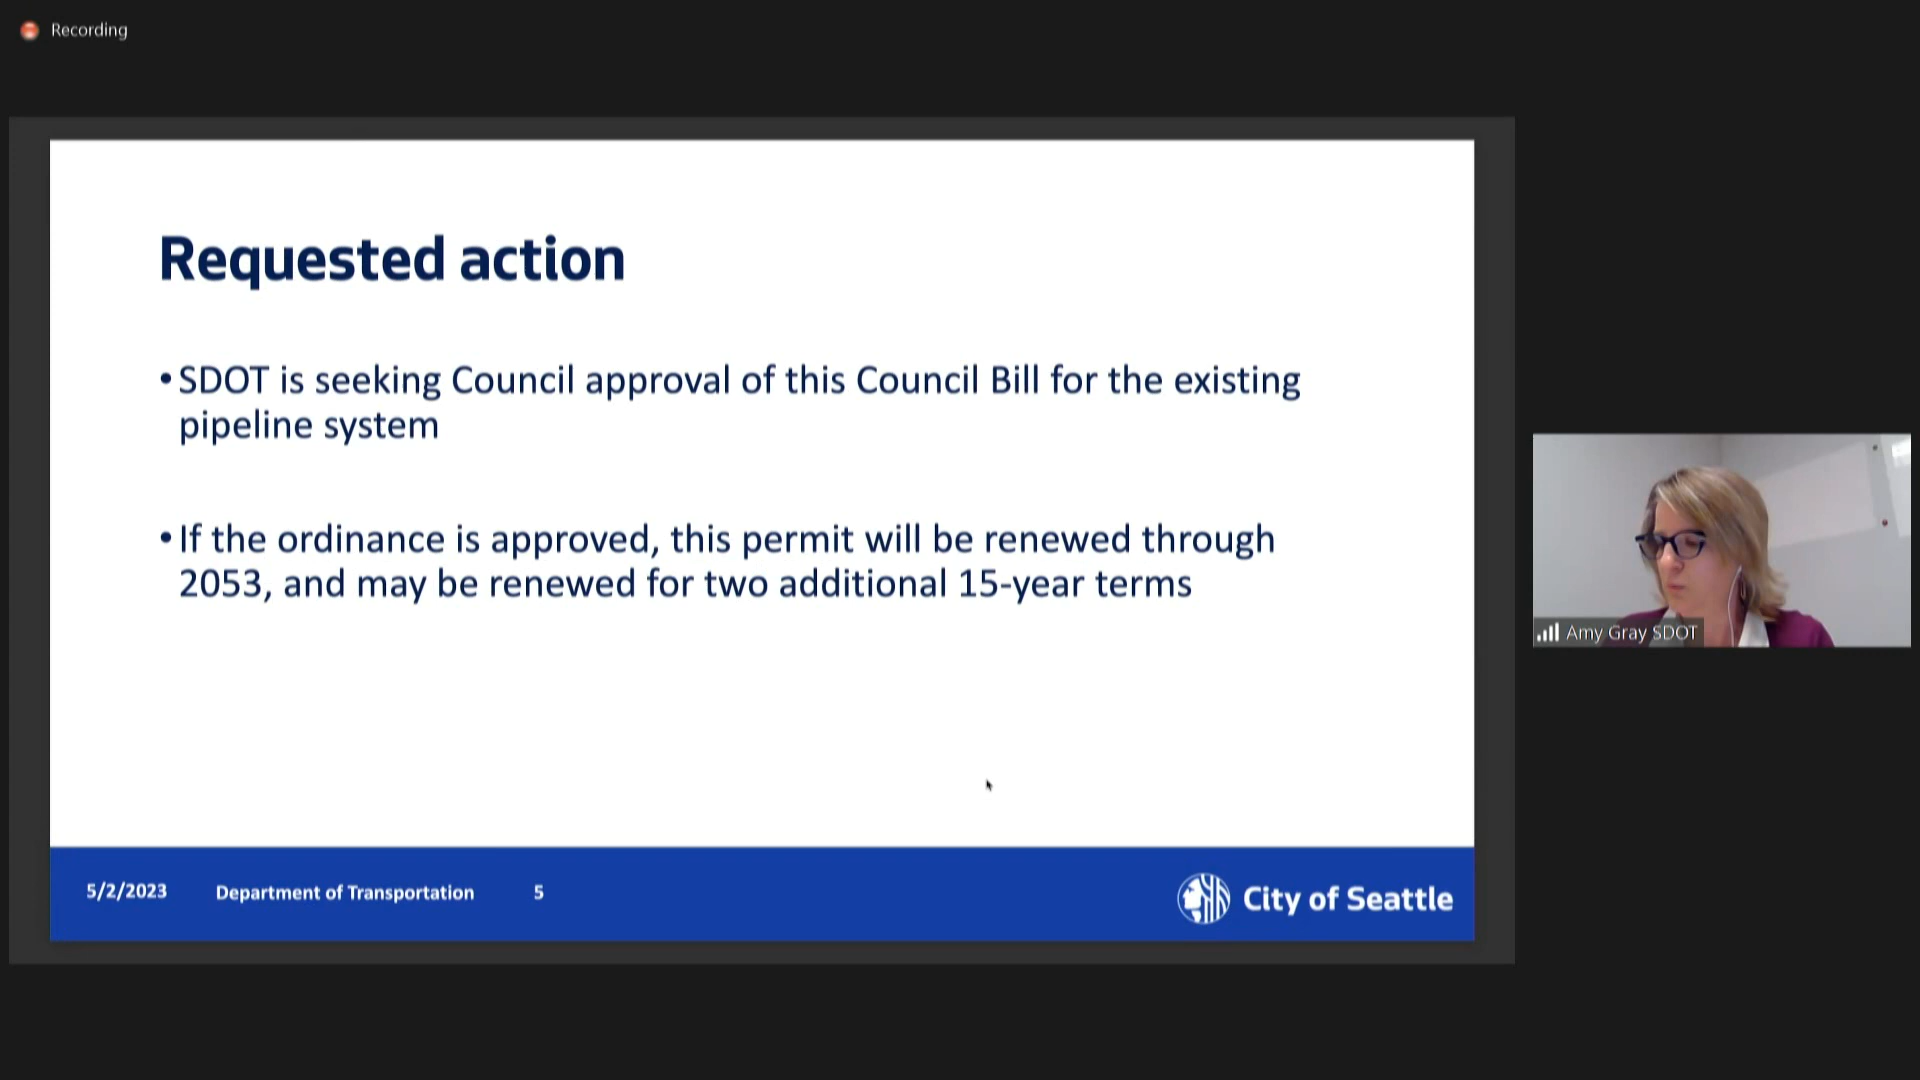 Recording
Requested action
•SDOT is seeking Council approval of this Council Bill for the existing
pipeline system
•If the ordinance is approved, this permit will be renewed through
2053, and may be renewed for two additional 15-year terms
Amy Gray SDOT
5/2/2023 Department of Transportation 5 City of Seattle